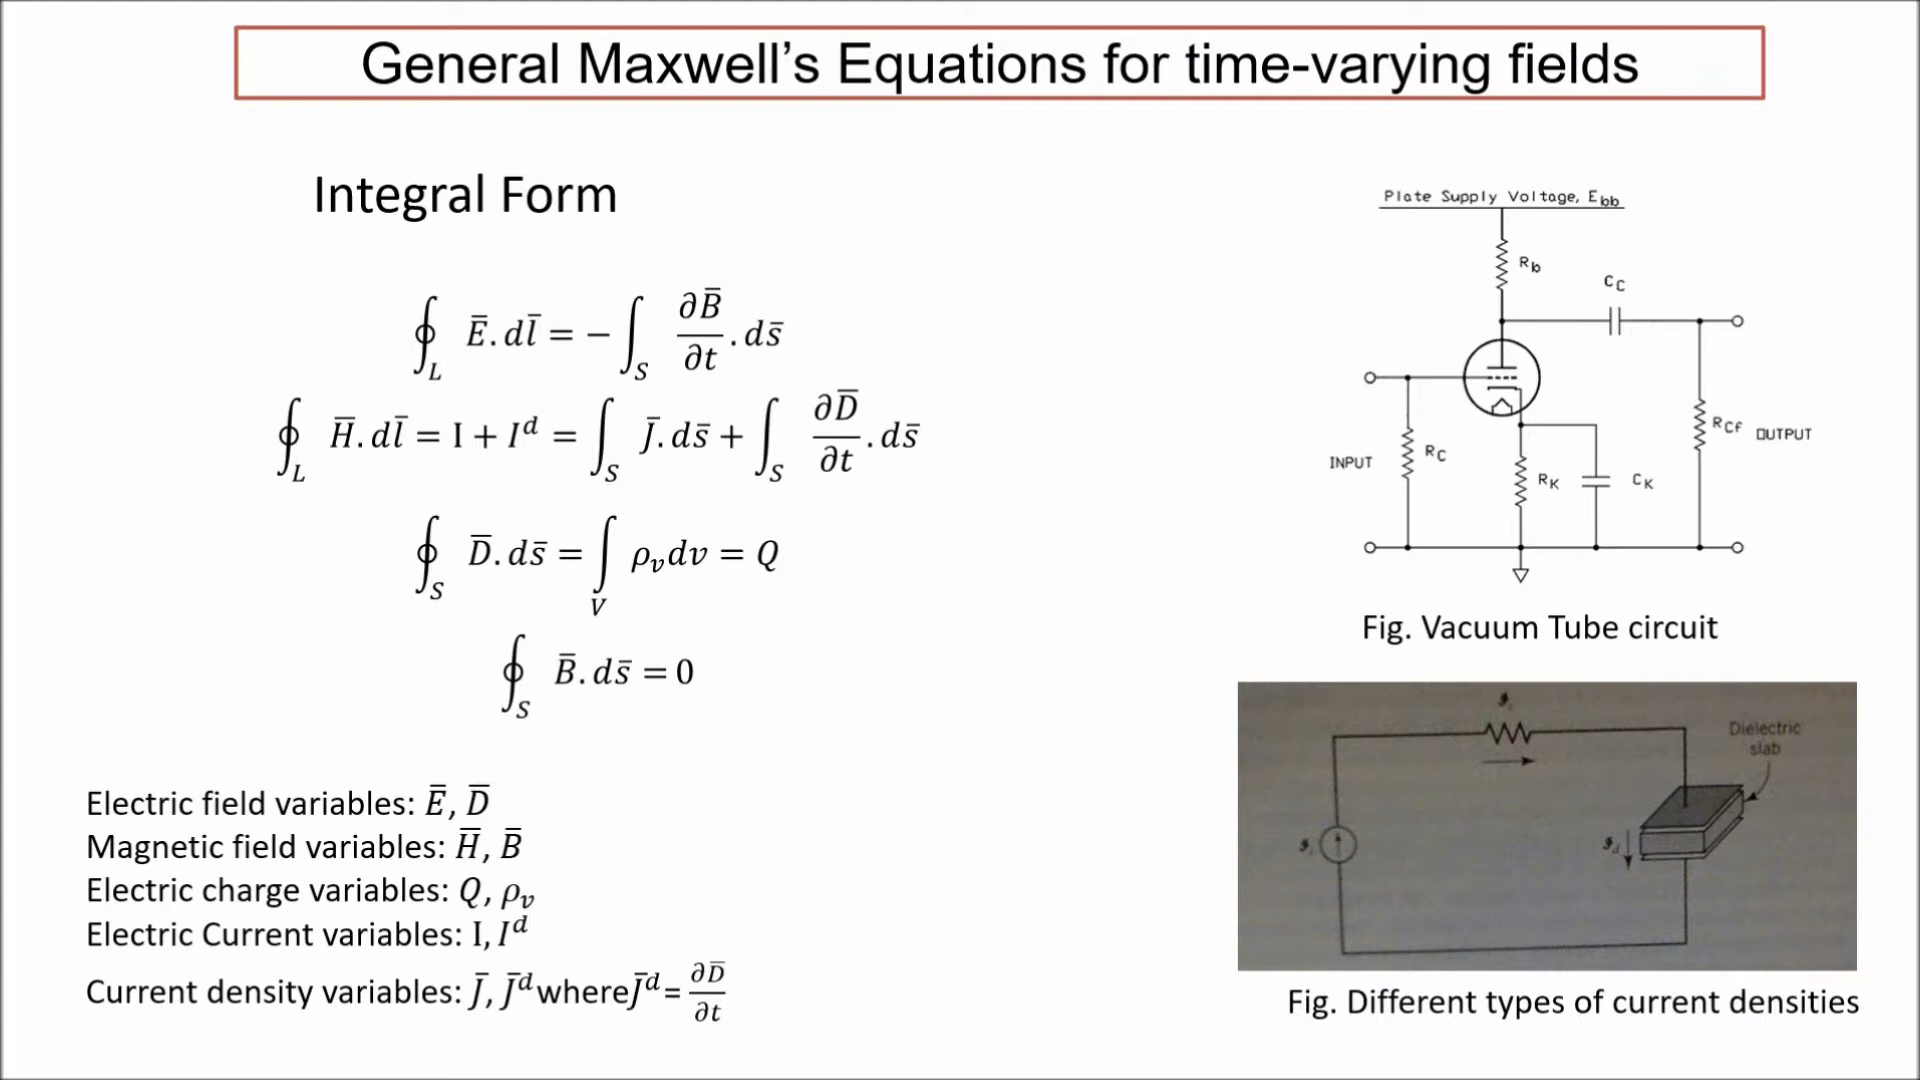 General Maxwell's Equations for time-varying fields
Integral Form
∮_L E̅.dl̅ = − ∫_S ∂B̅/∂t .ds̅
∮_L H̅.dl̅ = I + I^d = ∫_S J̅.ds̅ + ∫_S ∂D̅/∂t .ds̅
∮_S D̅.ds̅ = ∫_V ρ_v dv = Q
∮_S B̅.ds̅ = 0
Electric field variables: E̅, D̅
Magnetic field variables: H̅, B̅
Electric charge variables: Q, ρ_v
Electric Current variables: I, I^d
Current density variables: J̅, J̅^d where J̅^d = ∂D̅/∂t
Plate Supply Voltage, E_bb
R_b
C_C
R_C
R_Cf
OUTPUT
INPUT
R_K
C_K
Fig. Vacuum Tube circuit
Dielectric
slab
Fig. Different types of current densities